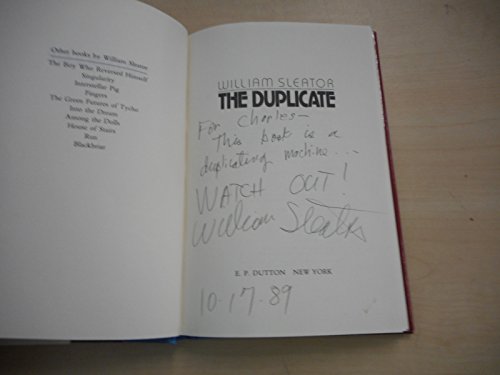 Other books by William Sleator
The Boy Who Reversed Himself
Singularity
Interstellar Pig
Fingers
The Green Futures of Tycho
Into the Dream
Among the Dolls
House of Stairs
Run
Blackbriar
WILLIAM SLEATOR
THE DUPLICATE
For Charles—
This book is a
duplicating machine...
WATCH OUT!
William Sleator
E. P. DUTTON NEW YORK
10-17-89